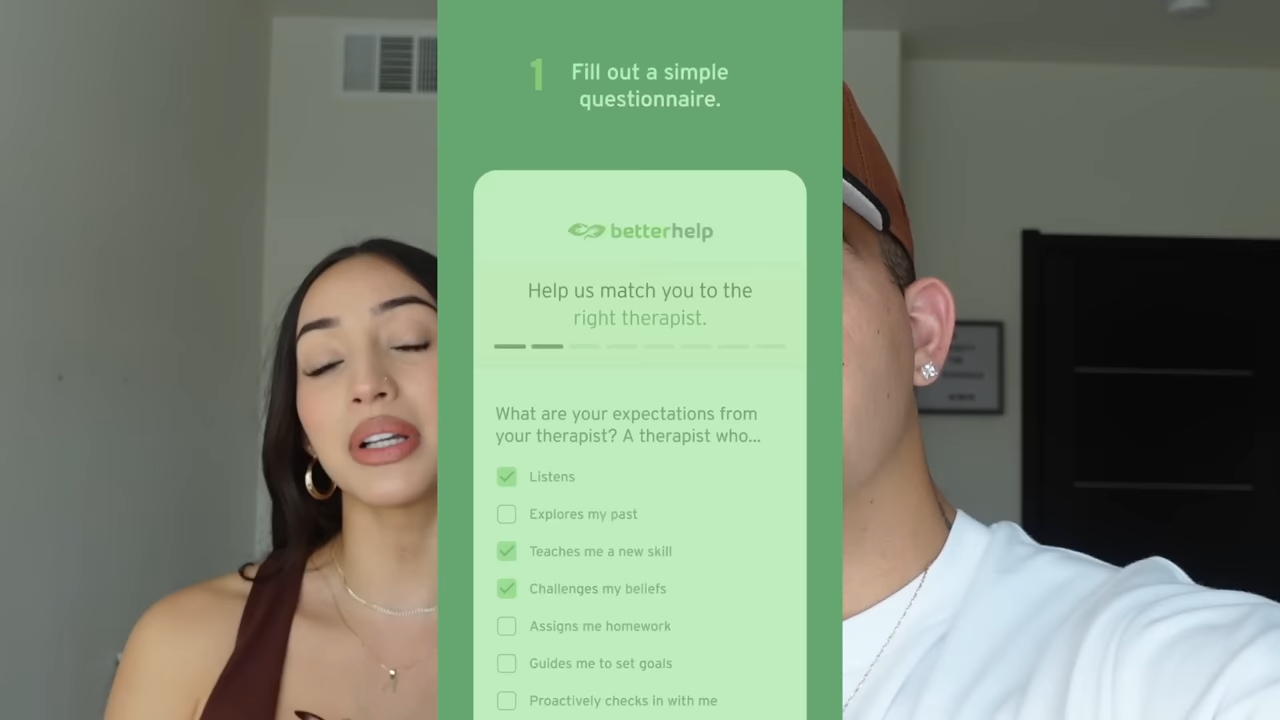 1
Fill out a simple
questionnaire.
betterhelp
Help us match you to the
right therapist.
What are your expectations from
your therapist? A therapist who...
Listens
Explores my past
Teaches me a new skill
Challenges my beliefs
Assigns me homework
Guides me to set goals
Proactively checks in with me